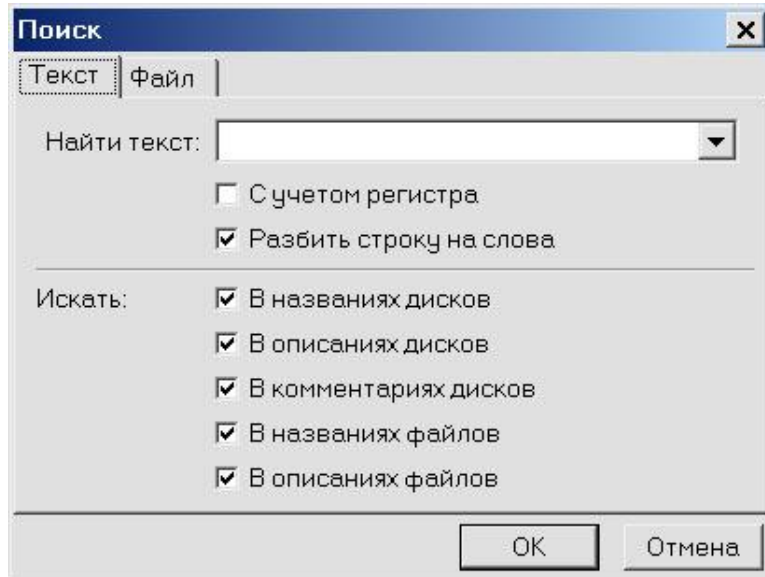 Поиск
Текст Файл
Найти текст:
С учетом регистра
Разбить строку на слова
Искать: В названиях дисков
В описаниях дисков
В комментариях дисков
В названиях файлов
В описаниях файлов
OK Отмена